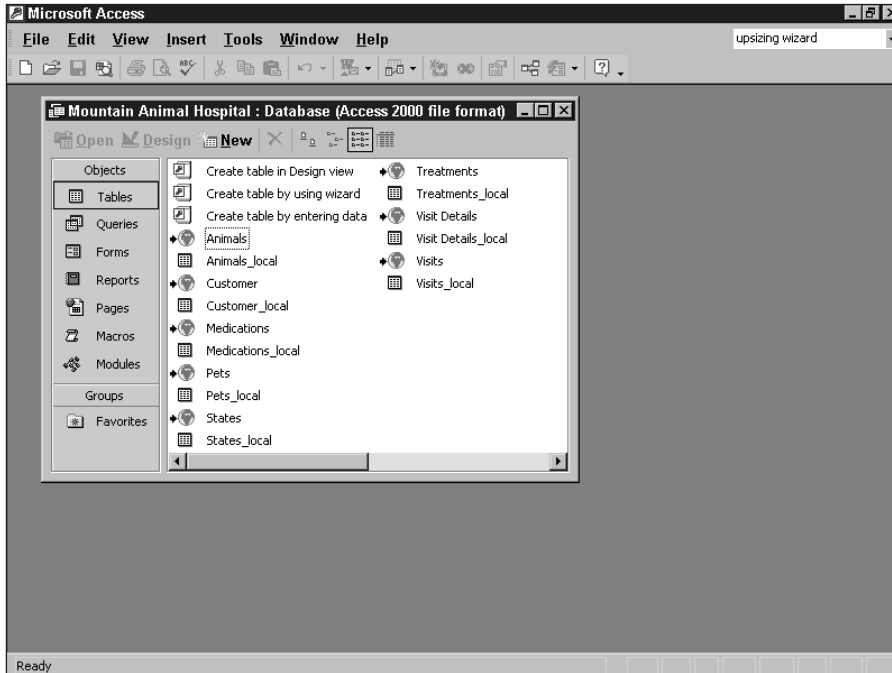 Microsoft Access
File Edit View Insert Tools Window Help
upsizing wizard
Mountain Animal Hospital : Database (Access 2000 file format)
Open Design New
Objects
Tables
Queries
Forms
Reports
Pages
Macros
Modules
Groups
Favorites
Create table in Design view
Create table by using wizard
Create table by entering data
Animals
Animals_local
Customer
Customer_local
Medications
Medications_local
Pets
Pets_local
States
States_local
Treatments
Treatments_local
Visit Details
Visit Details_local
Visits
Visits_local
Ready